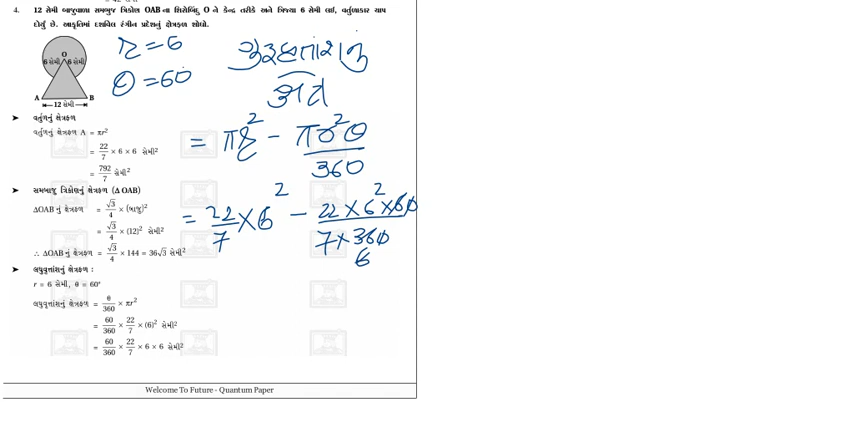 4. 12 સેમી બાજુવાળા સમબાજુ ત્રિકોણ OAB ના શિરોબિંદુ O ને કેન્દ્ર તરીકે અને ત્રિજ્યા 6 સેમી લઈ, વર્તુળાકાર ચાપ
દોર્યું છે. આકૃતિમાં દર્શાવેલ રંગીન પ્રદેશનું ક્ષેત્રફળ શોધો.
O
6 સેમી 6 સેમી
A B
12 સેમી
r = 6
θ = 60
➤ વર્તુળનું ક્ષેત્રફળ
વર્તુળનું ક્ષેત્રફળ A = πr²
= 22/7 × 6 × 6 સેમી²
= 792/7 સેમી²
➤ સમબાજુ ત્રિકોણનું ક્ષેત્રફળ (Δ OAB)
ΔOAB નું ક્ષેત્રફળ = √3/4 × (બાજુ)²
= √3/4 × (12)² સેમી²
∴ ΔOAB નું ક્ષેત્રફળ = √3/4 × 144 = 36√3 સેમી²
➤ લઘુવૃત્તાંશનું ક્ષેત્રફળ :
r = 6 સેમી, θ = 60°
લઘુવૃત્તાંશનું ક્ષેત્રફળ = θ/360 × πr²
= 60/360 × 22/7 × (6)² સેમી²
= 60/360 × 22/7 × 6 × 6 સેમી²
= πr² − πr²θ/360
= 22/7 × 6² − 22 × 6² × 60/7 × 360
6
Welcome To Future - Quantum Paper